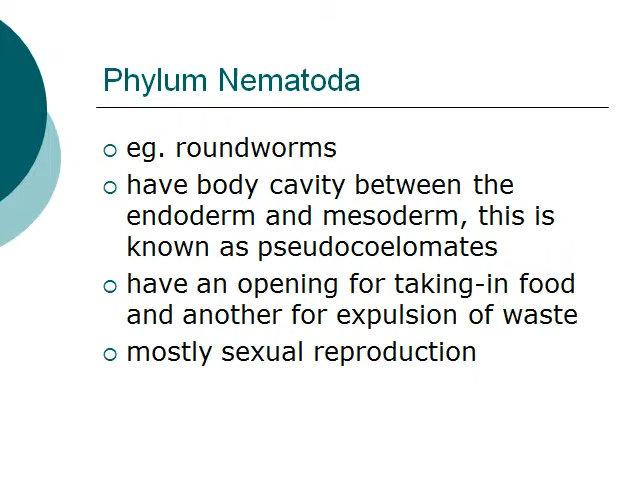 Phylum Nematoda
eg. roundworms
have body cavity between the
endoderm and mesoderm, this is
known as pseudocoelomates
have an opening for taking-in food
and another for expulsion of waste
mostly sexual reproduction